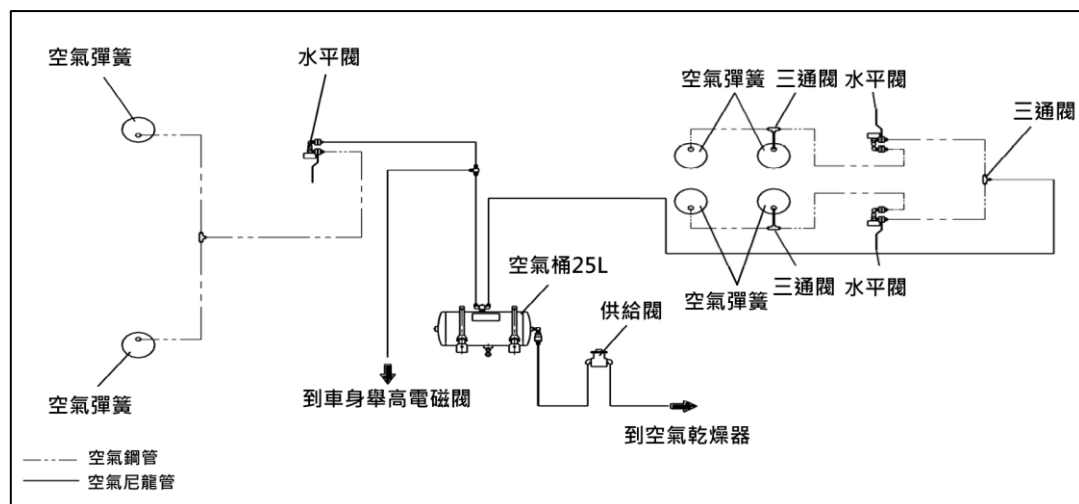 空氣彈簧
水平閥
空氣彈簧
三通閥
水平閥
三通閥
空氣桶25L
供給閥
空氣彈簧
三通閥
水平閥
空氣彈簧
到車身舉高電磁閥
到空氣乾燥器
空氣鋼管
空氣尼龍管